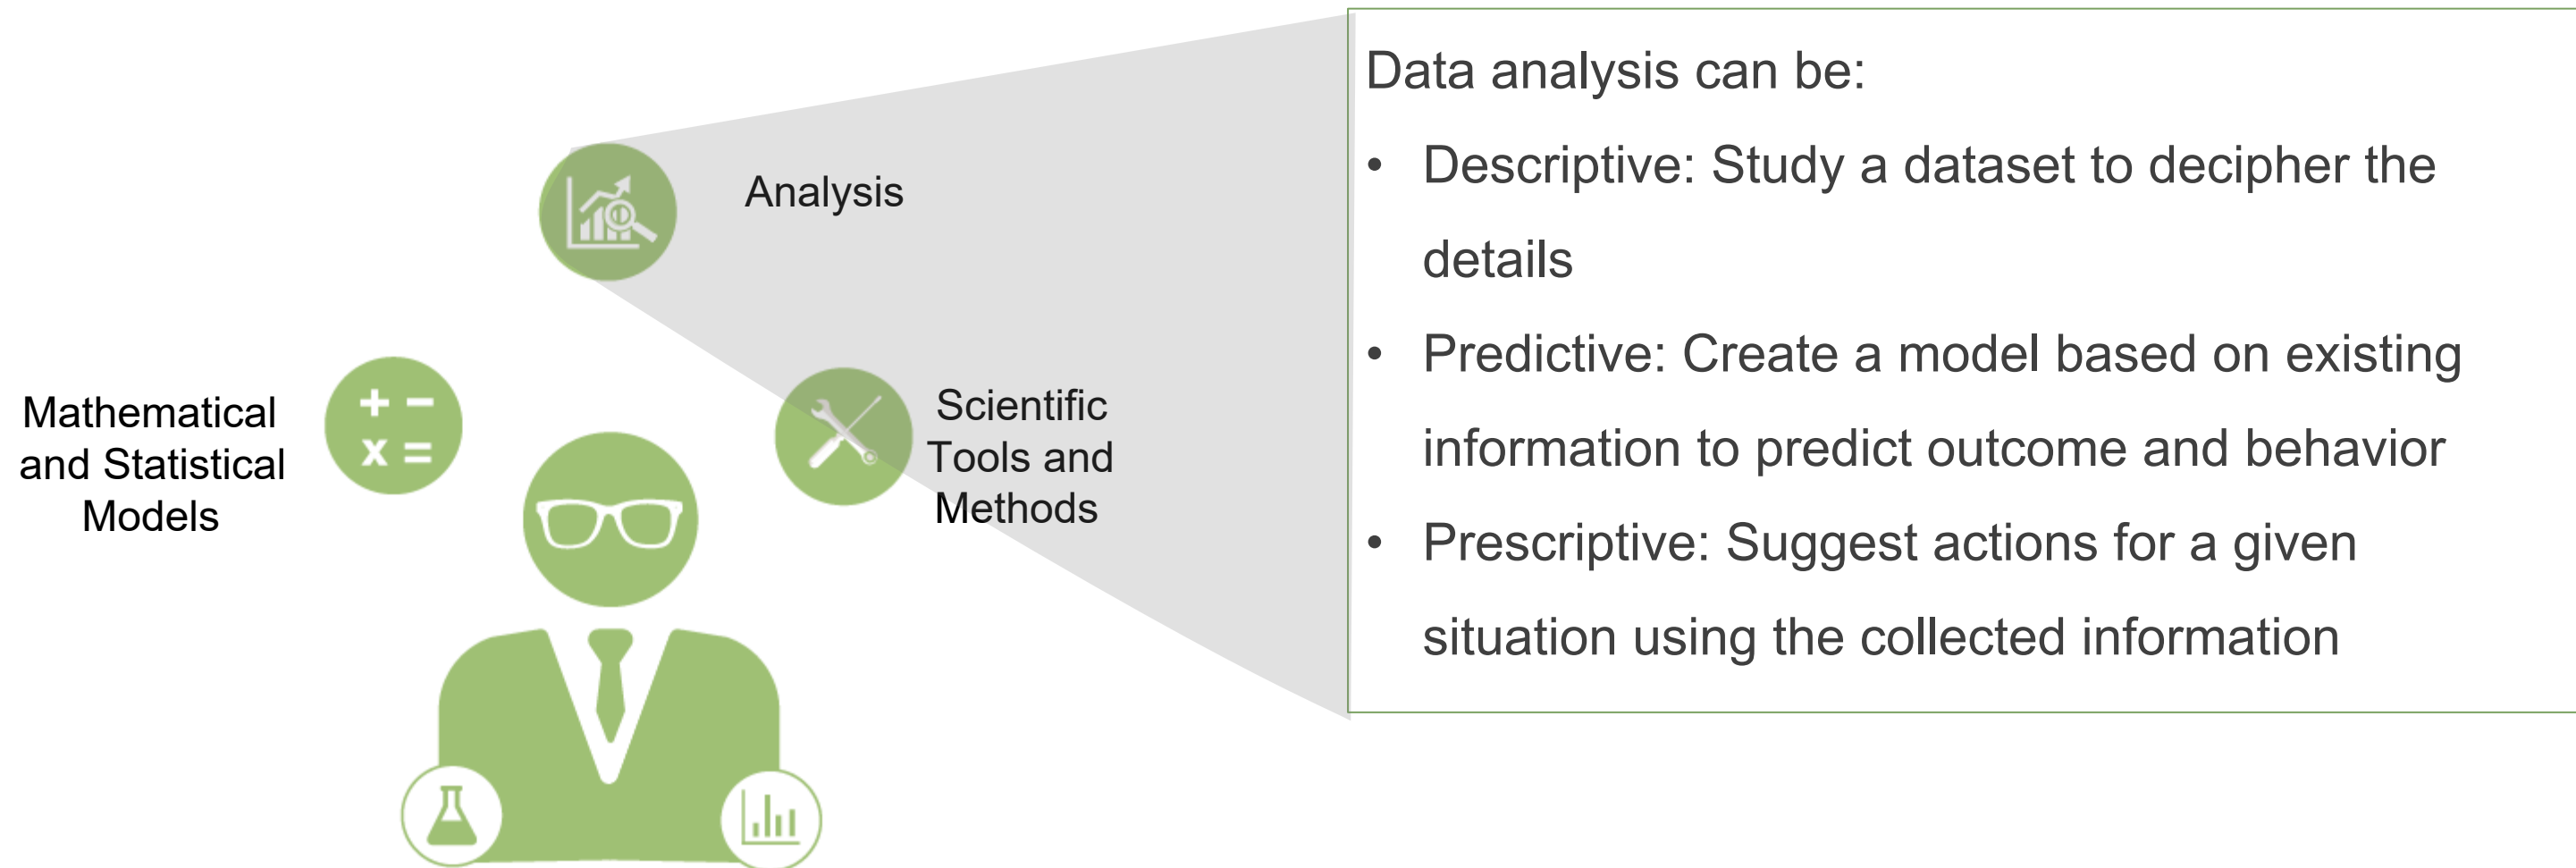 Analysis
Mathematical
and Statistical
Models
+ −
x =
Scientific
Tools and
Methods
Data analysis can be:
• Descriptive: Study a dataset to decipher the
details
• Predictive: Create a model based on existing
information to predict outcome and behavior
• Prescriptive: Suggest actions for a given
situation using the collected information